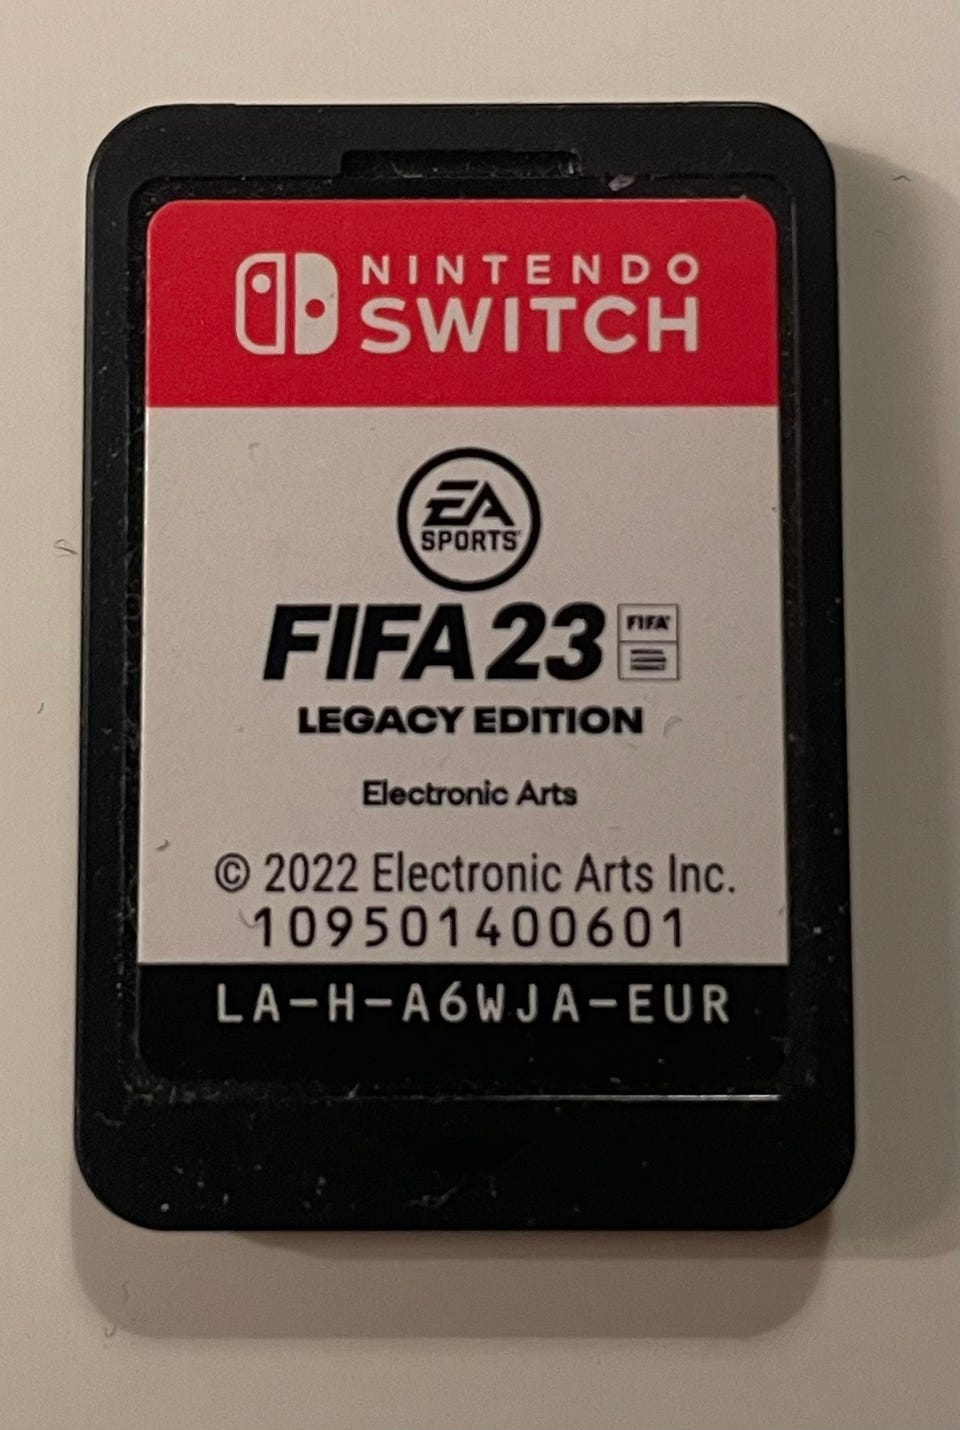 NINTENDO
SWITCH
EA
SPORTS
FIFA 23
FIFA
LEGACY EDITION
Electronic Arts
© 2022 Electronic Arts Inc.
109501400601
LA-H-A6WJA-EUR